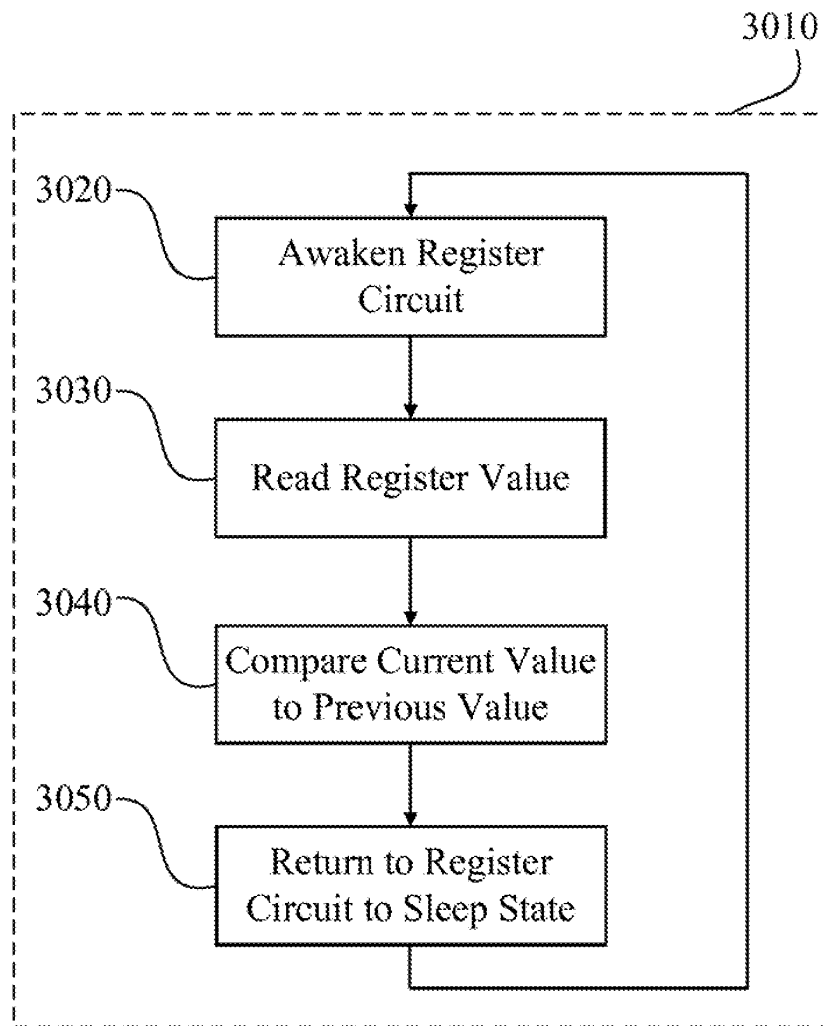 3010
3020
Awaken Register
Circuit
3030
Read Register Value
3040
Compare Current Value
to Previous Value
3050
Return to Register
Circuit to Sleep State